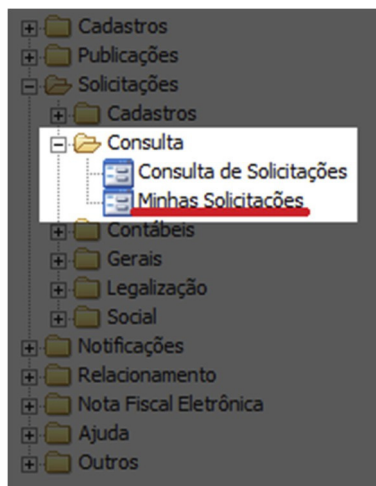 Cadastros
Publicações
Solicitações
Cadastros
Consulta
Consulta de Solicitações
Minhas Solicitações
Contábeis
Gerais
Legalização
Social
Notificações
Relacionamento
Nota Fiscal Eletrônica
Ajuda
Outros